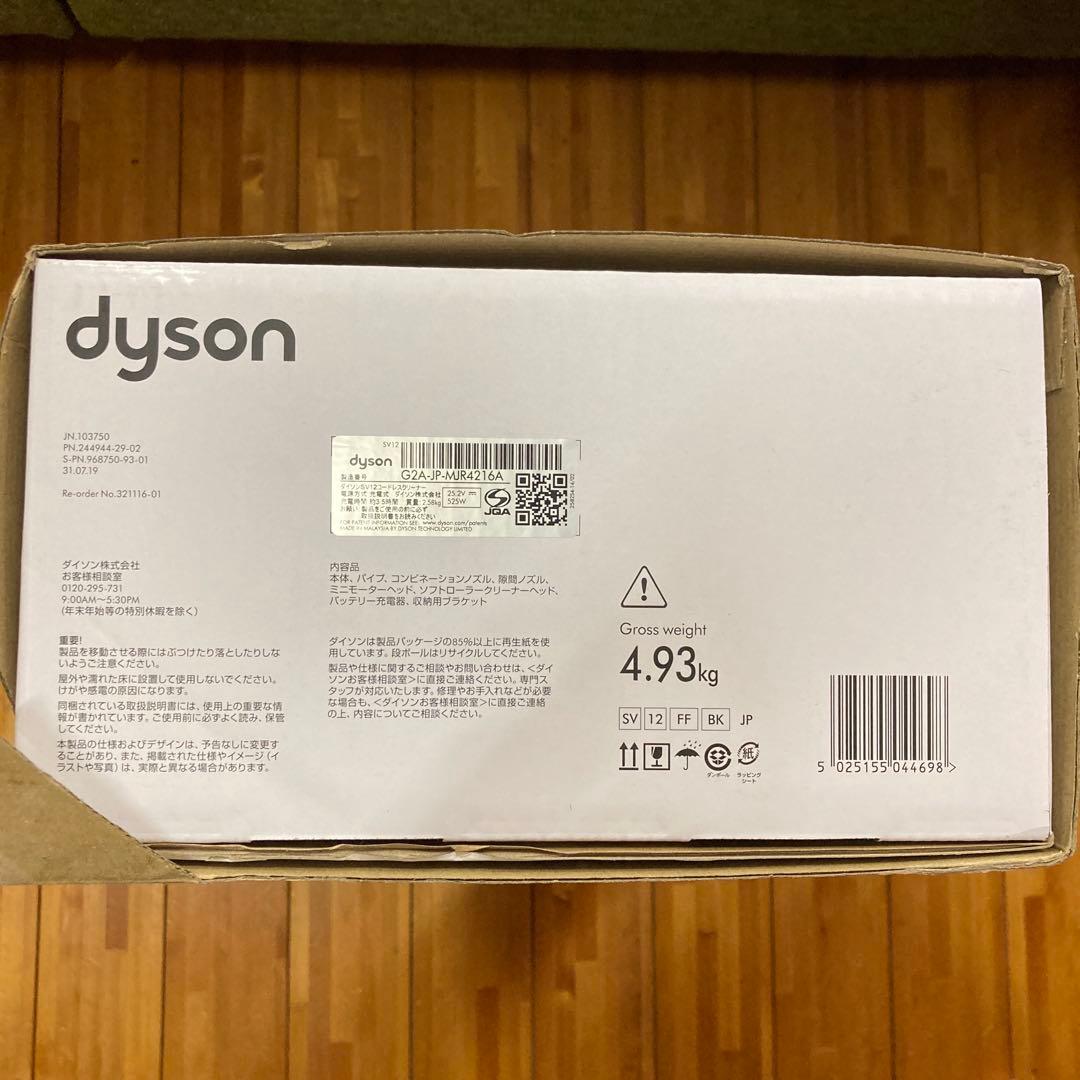 dyson
JN.103750
PN.244944-29-02
S-PN.968750-93-01
31.07.19
Re-order No.321116-01
SV12
dyson
製造番号
G2A-JP-MJR4216A
ダイソンSV12コードレスクリーナー
電源方式 充電式 ダイソン株式会社
充電時間 約3.5時間 質量: 2.58kg
お願い 製品をご使用の前に必ず
取扱説明書をお読みください
25.2V
525W
JQA
FOR PATENT INFORMATION SEE: www.dyson.com/patents
MADE IN MALAYSIA BY DYSON TECHNOLOGY LIMITED
ダイソン株式会社
お客様相談室
0120-295-731
9:00AM〜5:30PM
(年末年始等の特別休暇を除く)
重要!
製品を移動させる際にはぶつけたり落としたりしな
いようご注意ください。
屋外や濡れた床に設置して使用しないでください。
けがや感電の原因になります。
同梱されている取扱説明書には、使用上の重要な情
報が書かれています。ご使用前に必ずよく読み、保管
してください。
本製品の仕様およびデザインは、予告なしに変更す
ることがあり、また、掲載された仕様やイメージ(イ
ラストや写真)は、実際と異なる場合があります。
内容品
本体、パイプ、コンビネーションノズル、隙間ノズル、
ミニモーターヘッド、ソフトローラークリーナーヘッド、
バッテリー充電器、収納用ブラケット
ダイソンは製品パッケージの85%以上に再生紙を使
用しています。段ボールはリサイクルしてください。
製品や仕様に関するご相談やお問い合わせは、<ダイ
ソンお客様相談室>に直接ご連絡ください。専門ス
タッフが対応いたします。修理やお手入れなどが必要
な場合も、<ダイソンお客様相談室>に直接ご連絡
の上、内容についてご相談ください。
Gross weight
4.93kg
SV 12 FF BK JP
ダンボール
紙
ラッピング
シート
5 025155 044698 >